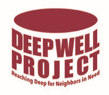 DEEPWELL
PROJECT
Reaching Deep for Neighbors in Need